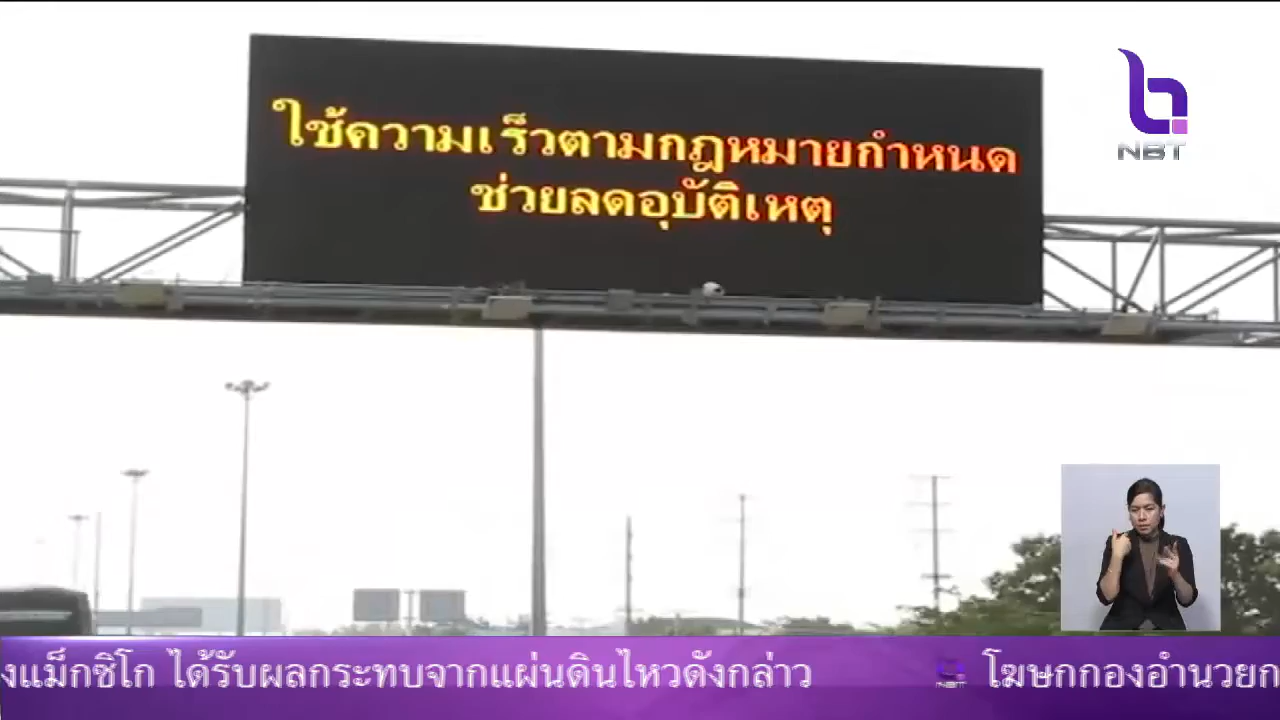 ใช้ความเร็วตามกฎหมายกำหนด
ช่วยลดอุบัติเหตุ
NBT
งแม็กซิโก ได้รับผลกระทบจากแผ่นดินไหวดังกล่าว
NBT
โฆษกกองอำนวยก